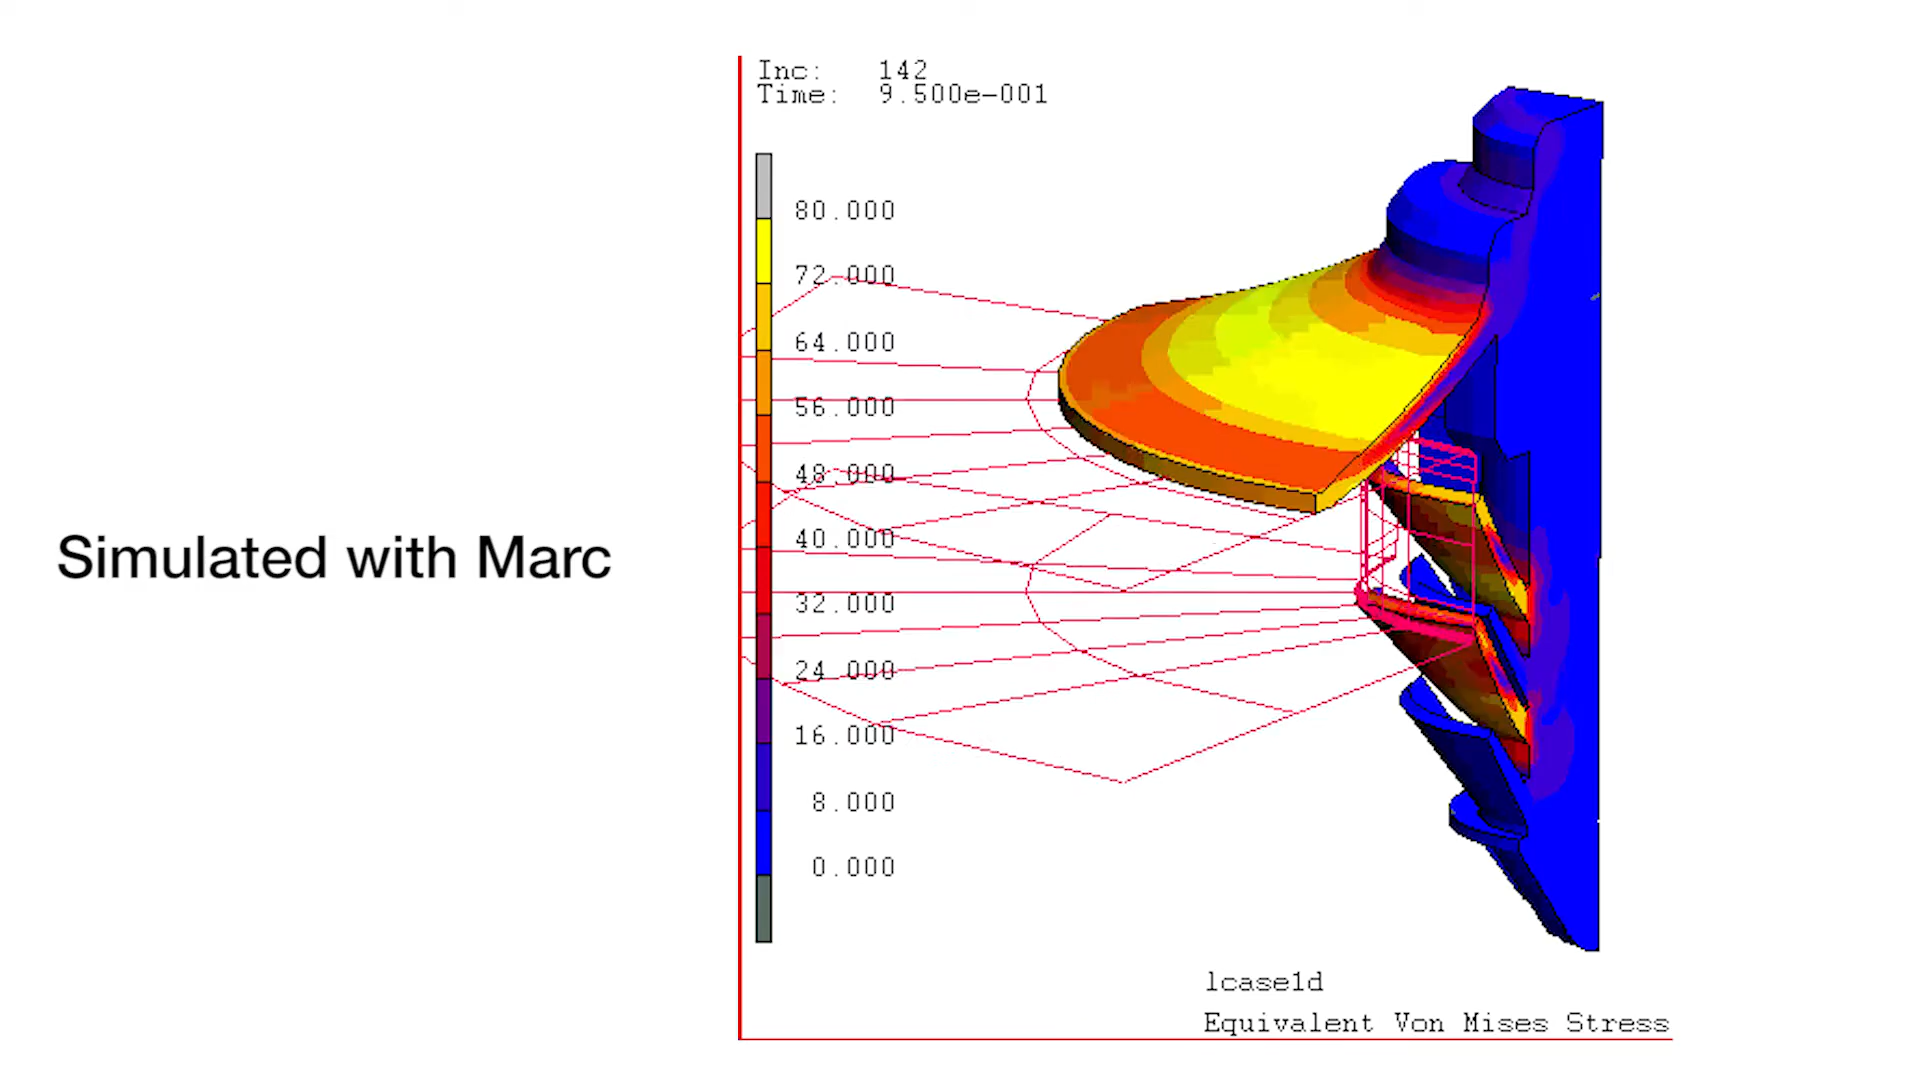 Simulated with Marc
Inc: 142
Time: 9.500e-001
80.000
72.000
64.000
56.000
48.000
40.000
32.000
24.000
16.000
8.000
0.000
lcase1d
Equivalent Von Mises Stress